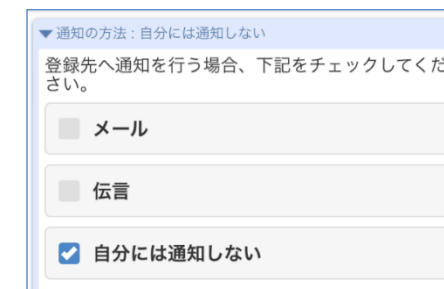 ▼通知の方法 : 自分には通知しない
登録先へ通知を行う場合、下記をチェックしてくだ
さい。
メール
伝言
自分には通知しない